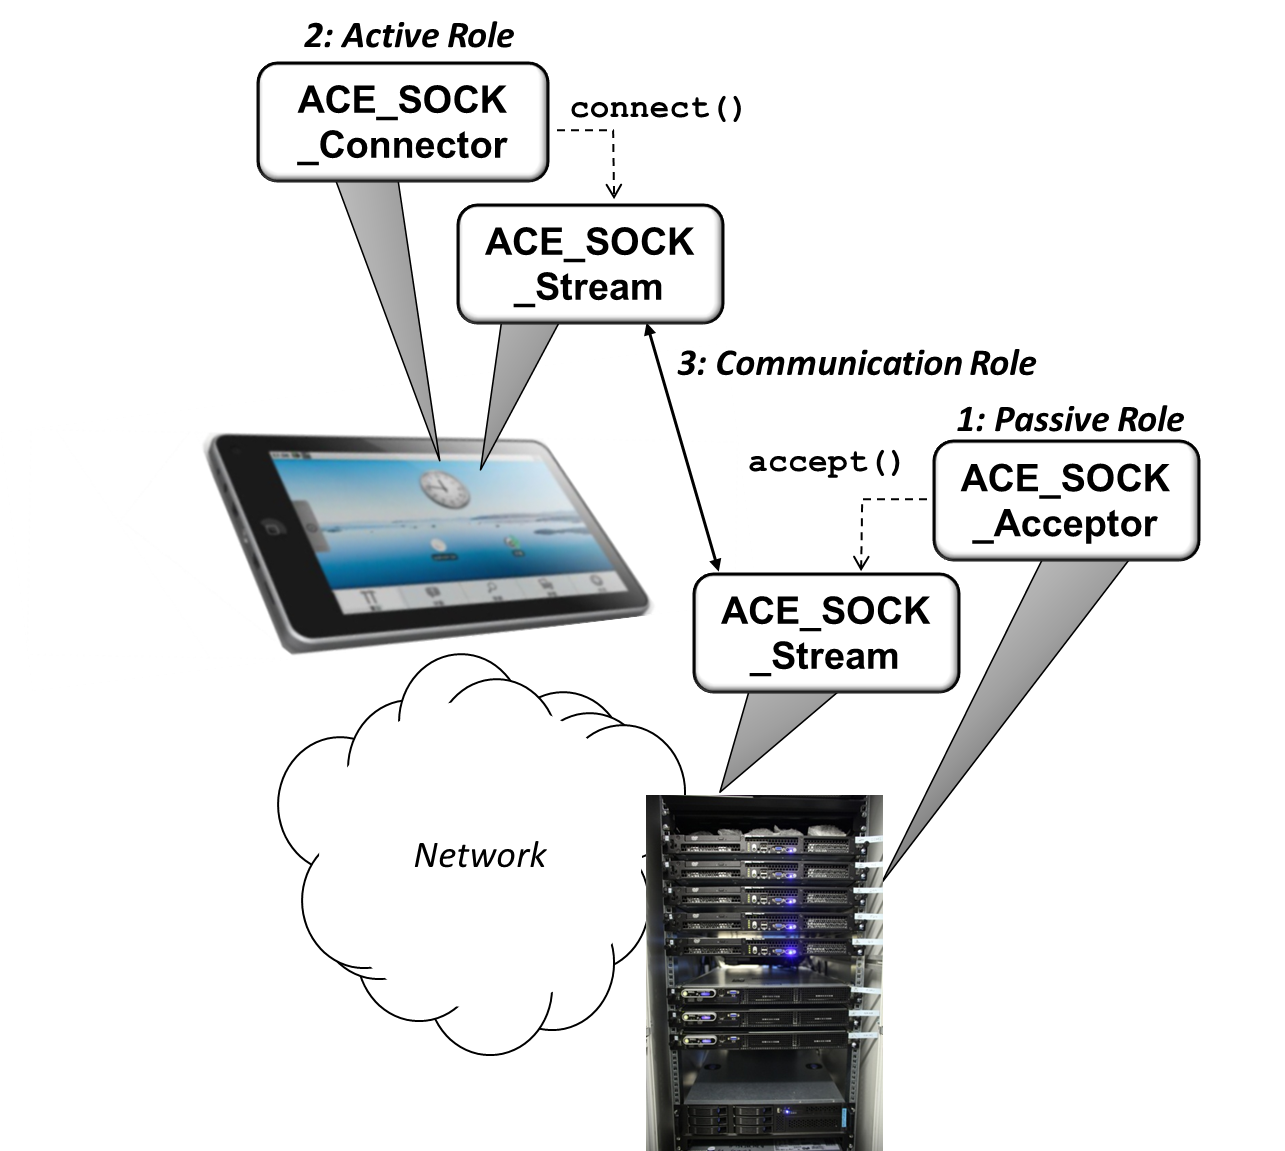 2: Active Role
ACE_SOCK
_Connector
connect()
ACE_SOCK
_Stream
3: Communication Role
1: Passive Role
accept()
ACE_SOCK
_Acceptor
ACE_SOCK
_Stream
Network